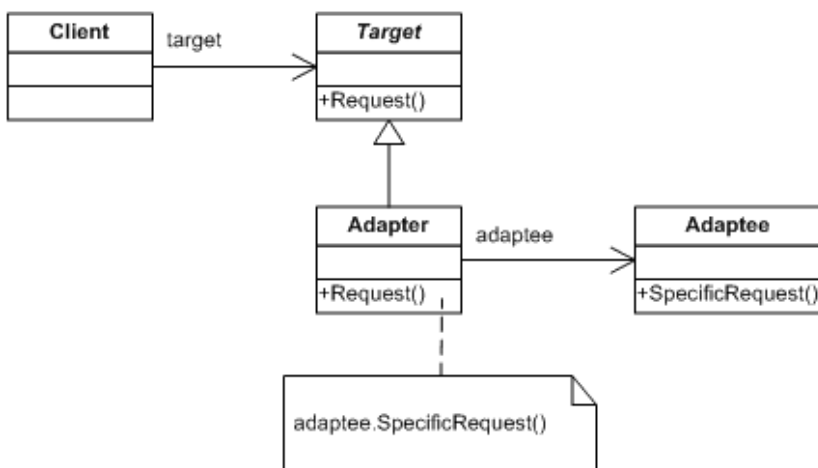 Client
target
Target
+Request()
Adapter
adaptee
Adaptee
+Request()
+SpecificRequest()
adaptee.SpecificRequest()